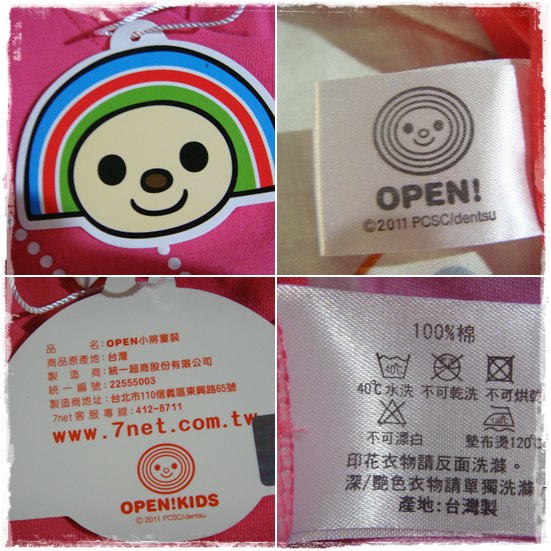 OPEN!
©2011 PCSC/dentsu
品　　　　名：OPEN小將童裝
商品原產地：台灣
製　造　商：統一超商股份有限公司
統一編號：22555003
製造商地址：台北市110信義區東興路65號
7net客服專線：412-8711
www.7net.com.tw
OPEN!KIDS
©2011 PCSC/dentsu
100%棉
40℃
40℃水洗 不可乾洗 不可烘乾
不可漂白 墊布燙120℃
印花衣物請反面洗滌。
深/艷色衣物請單獨洗滌
產地：台灣製